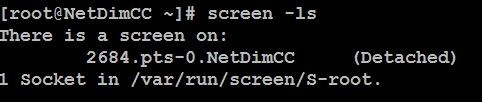 [root@NetDimCC ~]# screen -ls
There is a screen on:
        2684.pts-0.NetDimCC     (Detached)
1 Socket in /var/run/screen/S-root.